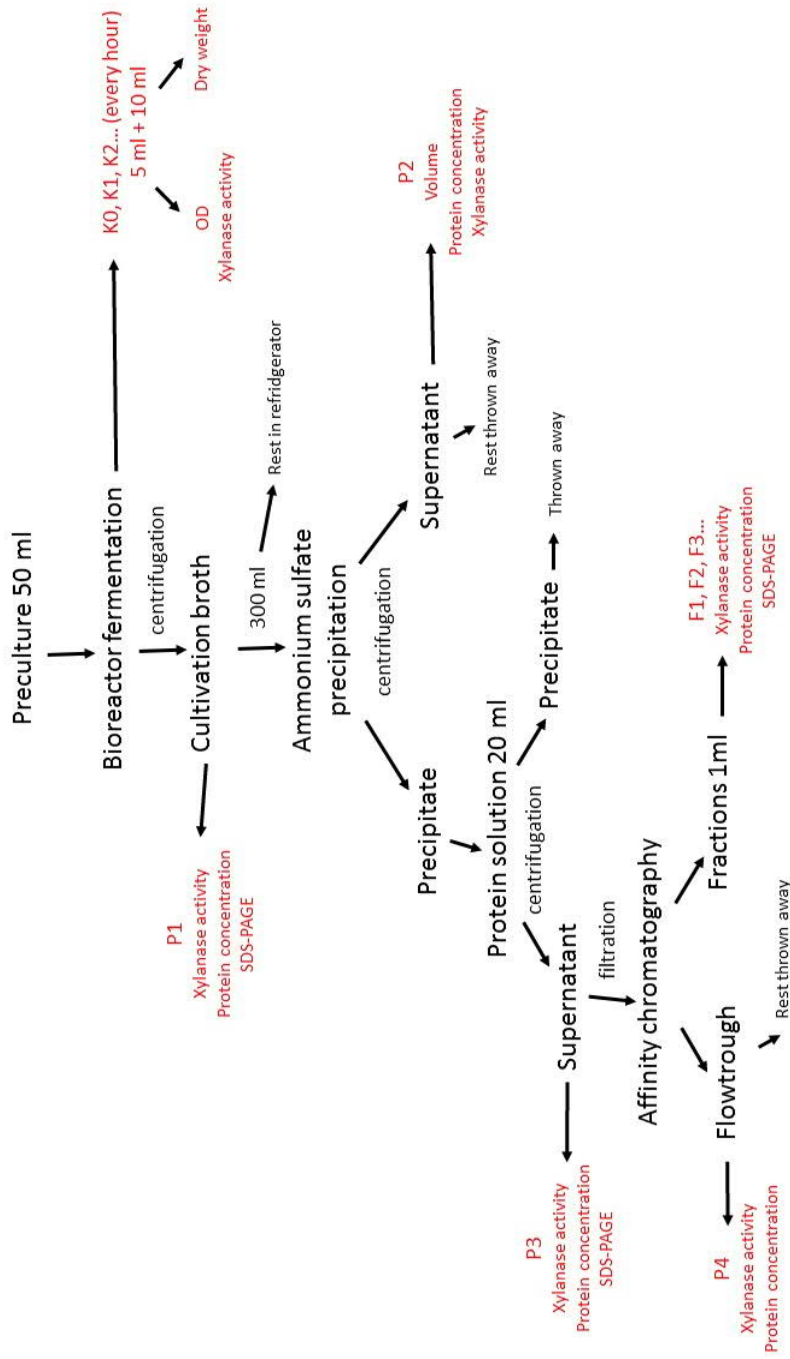 Preculture 50 ml
Bioreactor fermentation
K0, K1, K2... (every hour)
5 ml + 10 ml
OD
Xylanase activity
Dry weight
centrifugation
Cultivation broth
P1
Xylanase activity
Protein concentration
SDS-PAGE
300 ml
Rest in refridgerator
Ammonium sulfate
precipitation
centrifugation
Precipitate
Supernatant
P2
Volume
Protein concentration
Xylanase activity
Rest thrown away
Protein solution 20 ml
centrifugation
Supernatant
Precipitate
Thrown away
P3
Xylanase activity
Protein concentration
SDS-PAGE
filtration
Affinity chromatography
Flowtrough
Fractions 1ml
F1, F2, F3...
Xylanase activity
Protein concentration
SDS-PAGE
P4
Xylanase activity
Protein concentration
Rest thrown away